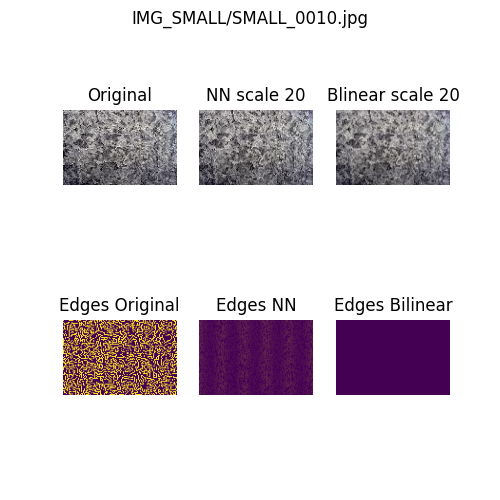 IMG_SMALL/SMALL_0010.jpg
Original
NN scale 20
Blinear scale 20
Edges Original
Edges NN
Edges Bilinear